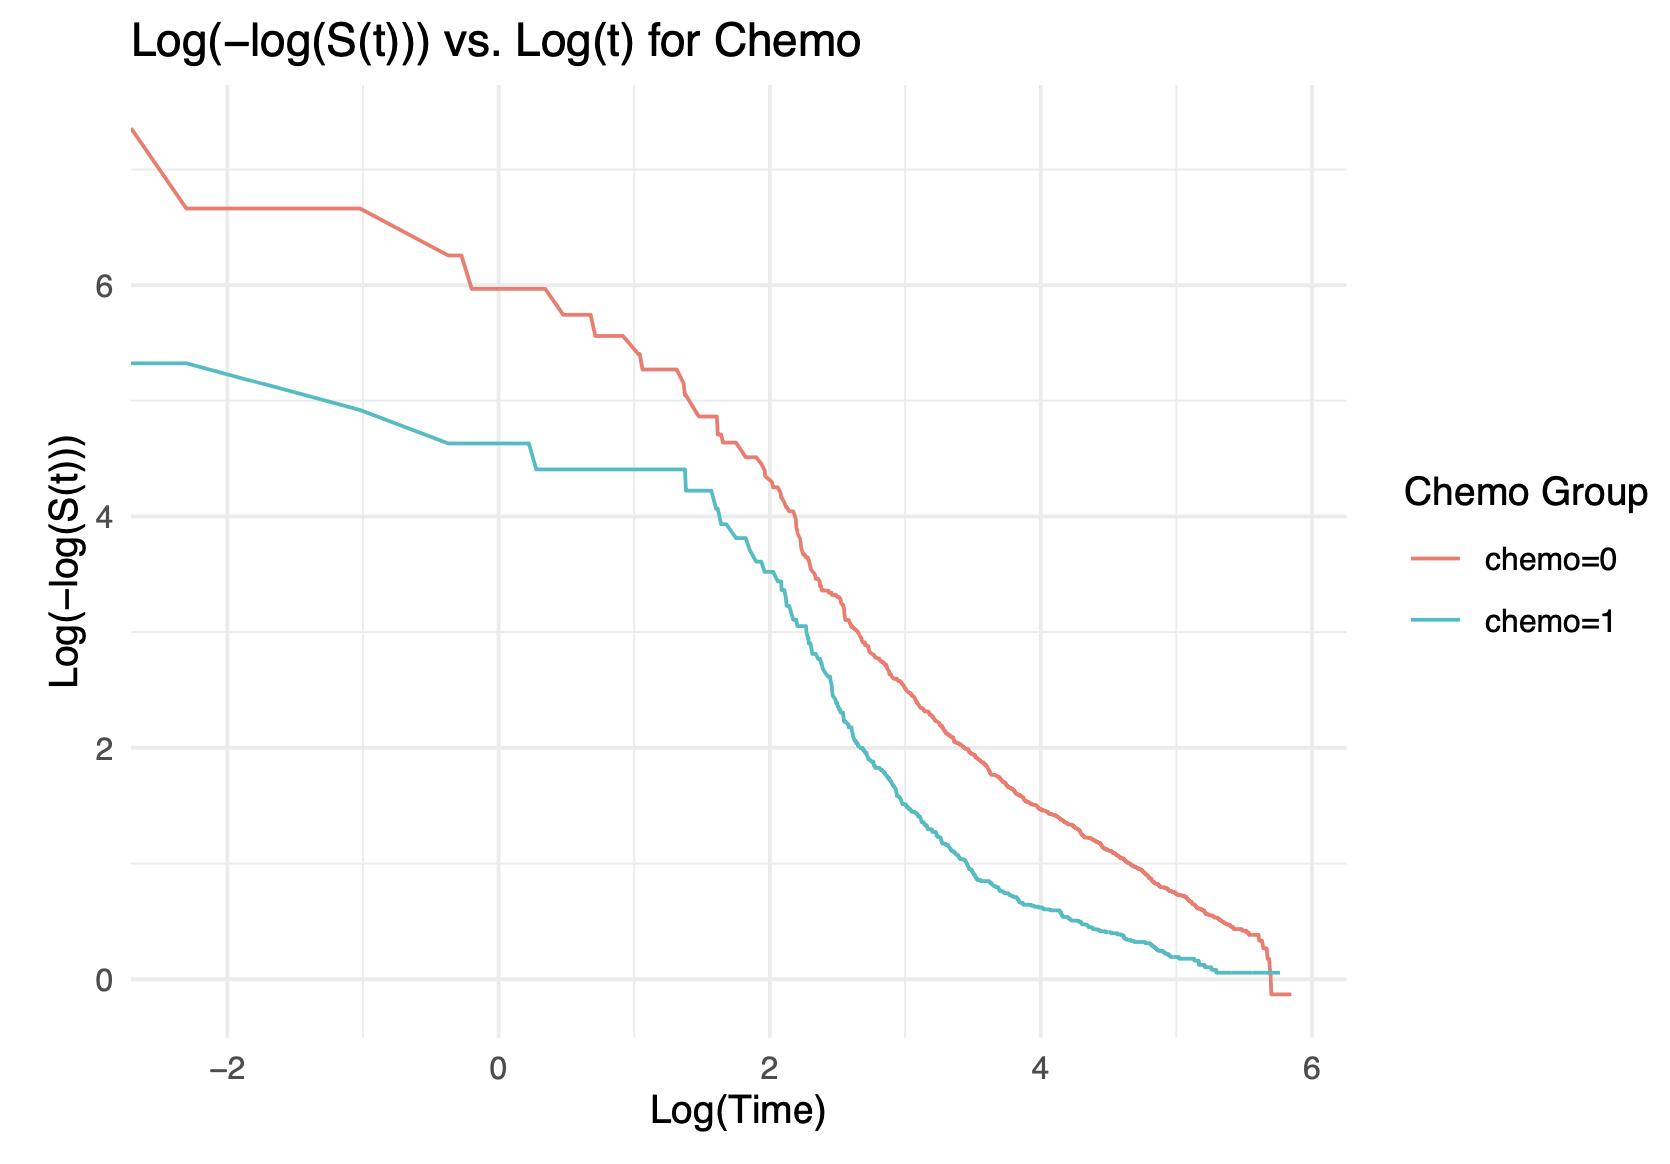 Log(−log(S(t))) vs. Log(t) for Chemo
Log(−log(S(t)))
6
4
2
0
−2
0
2
4
6
Log(Time)
Chemo Group
chemo=0
chemo=1